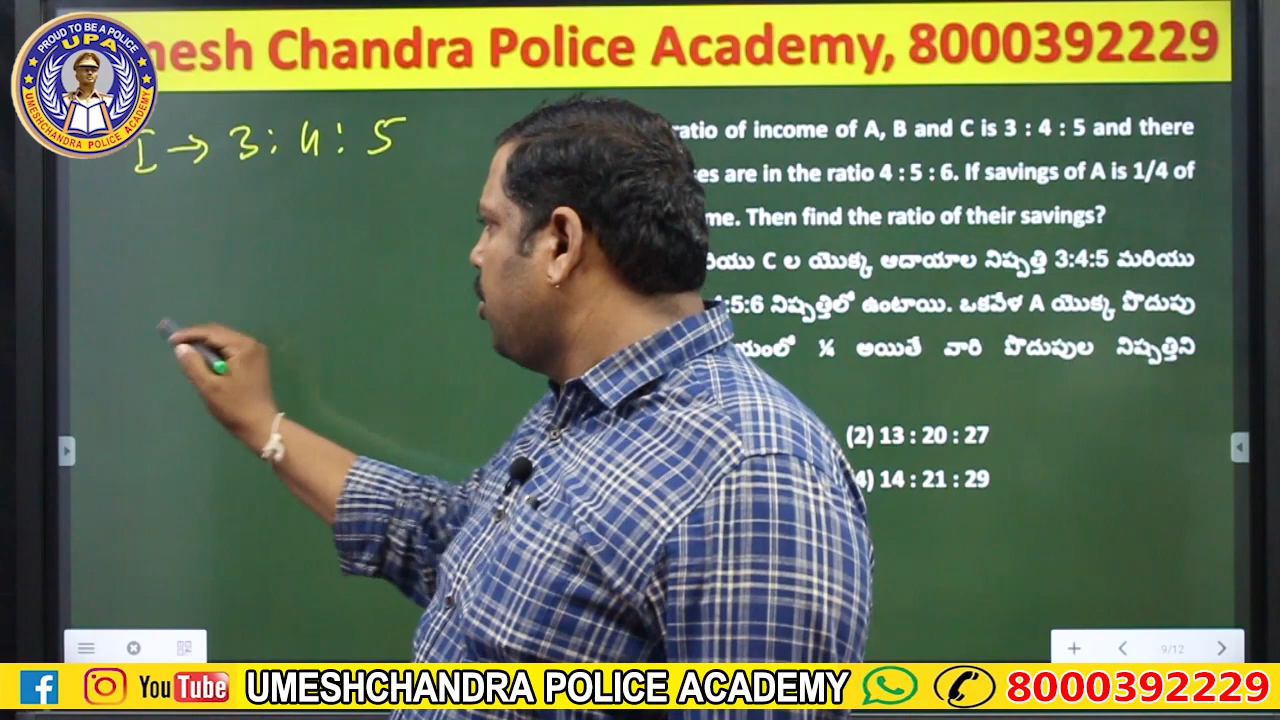 PROUD TO BE A POLICE
UPA
UMESHCHANDRA POLICE ACADEMY
mesh Chandra Police Academy, 8000392229
I → 3 : 4 : 5
ratio of income of A, B and C is 3 : 4 : 5 and there
es are in the ratio 4 : 5 : 6. If savings of A is 1/4 of
me. Then find the ratio of their savings?
రియు C ల యొక్క ఆదాయాల నిష్పత్తి 3:4:5 మరియు
:5:6 నిష్పత్తిలో ఉంటాయి. ఒకవేళ A యొక్క పొదుపు
యంలో ¼ అయితే వారి పొదుపుల నిష్పత్తిని
(2) 13 : 20 : 27
4) 14 : 21 : 29
9/12
YouTube UMESHCHANDRA POLICE ACADEMY 8000392229